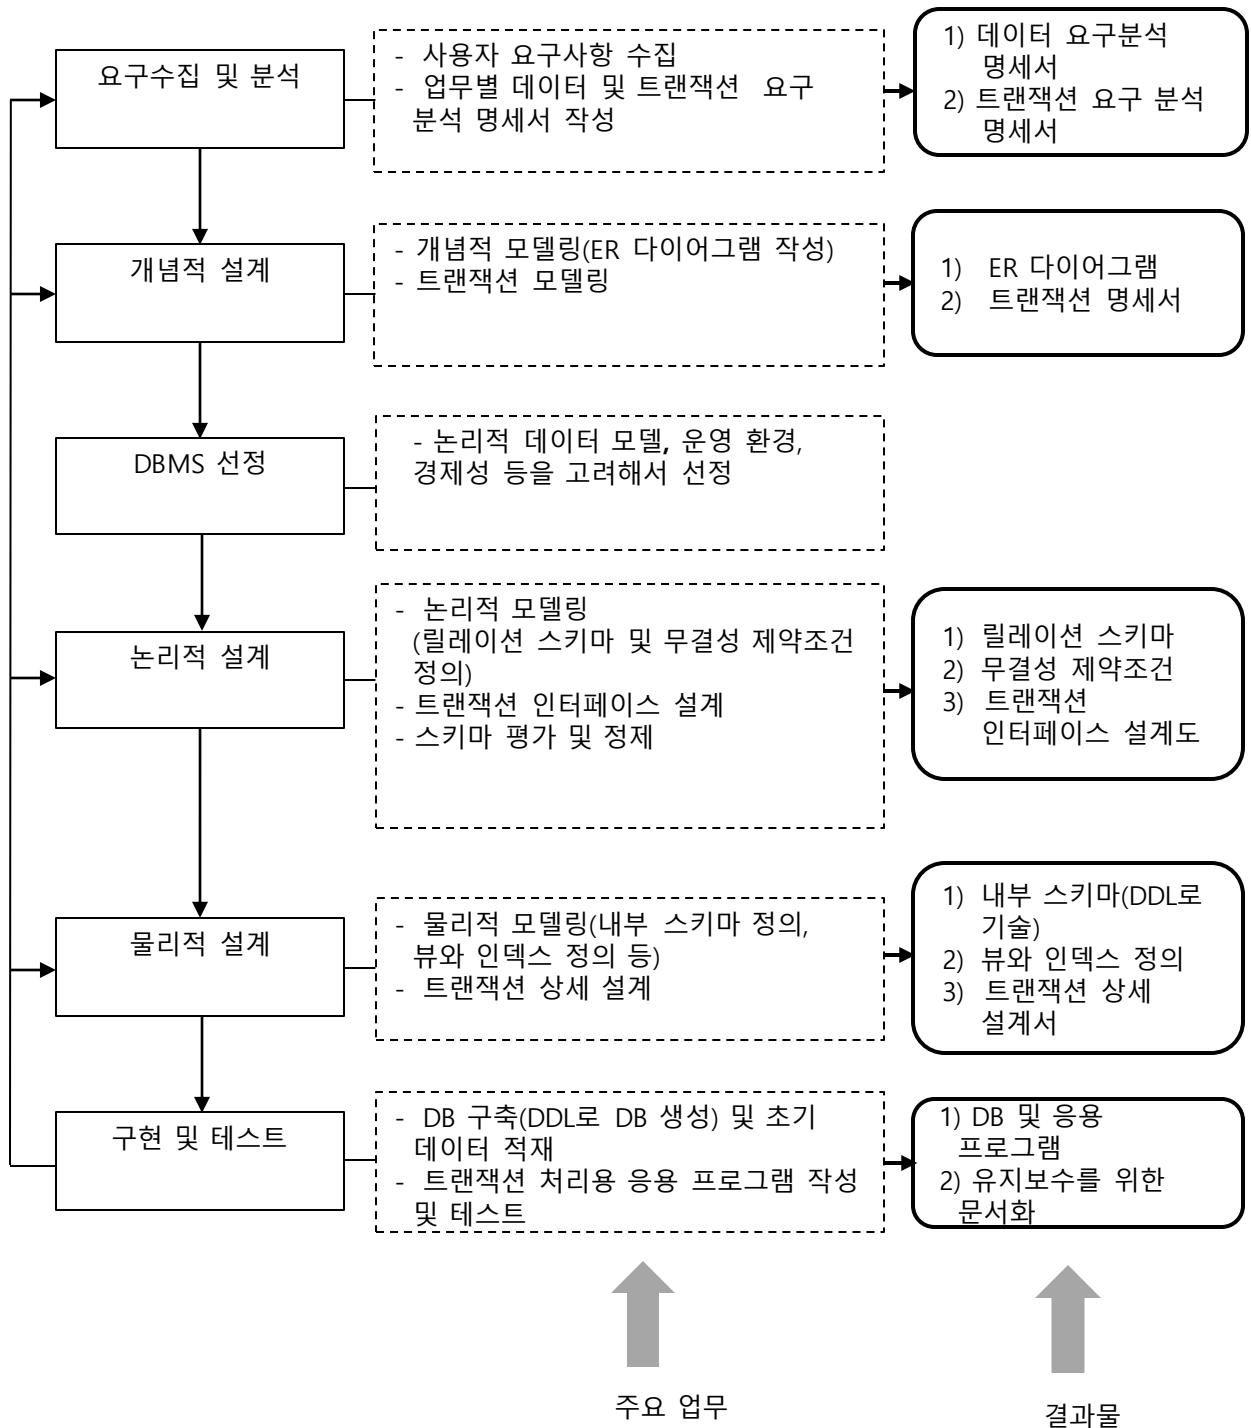 요구수집 및 분석
- 사용자 요구사항 수집
- 업무별 데이터 및 트랜잭션 요구
분석 명세서 작성
1) 데이터 요구분석
명세서
2) 트랜잭션 요구 분석
명세서
개념적 설계
- 개념적 모델링(ER 다이어그램 작성)
- 트랜잭션 모델링
1) ER 다이어그램
2) 트랜잭션 명세서
DBMS 선정
- 논리적 데이터 모델, 운영 환경,
경제성 등을 고려해서 선정
논리적 설계
- 논리적 모델링
(릴레이션 스키마 및 무결성 제약조건
정의)
- 트랜잭션 인터페이스 설계
- 스키마 평가 및 정제
1) 릴레이션 스키마
2) 무결성 제약조건
3) 트랜잭션
인터페이스 설계도
물리적 설계
- 물리적 모델링(내부 스키마 정의,
뷰와 인덱스 정의 등)
- 트랜잭션 상세 설계
1) 내부 스키마(DDL로
기술)
2) 뷰와 인덱스 정의
3) 트랜잭션 상세
설계서
구현 및 테스트
- DB 구축(DDL로 DB 생성) 및 초기
데이터 적재
- 트랜잭션 처리용 응용 프로그램 작성
및 테스트
1) DB 및 응용
프로그램
2) 유지보수를 위한
문서화
주요 업무
결과물